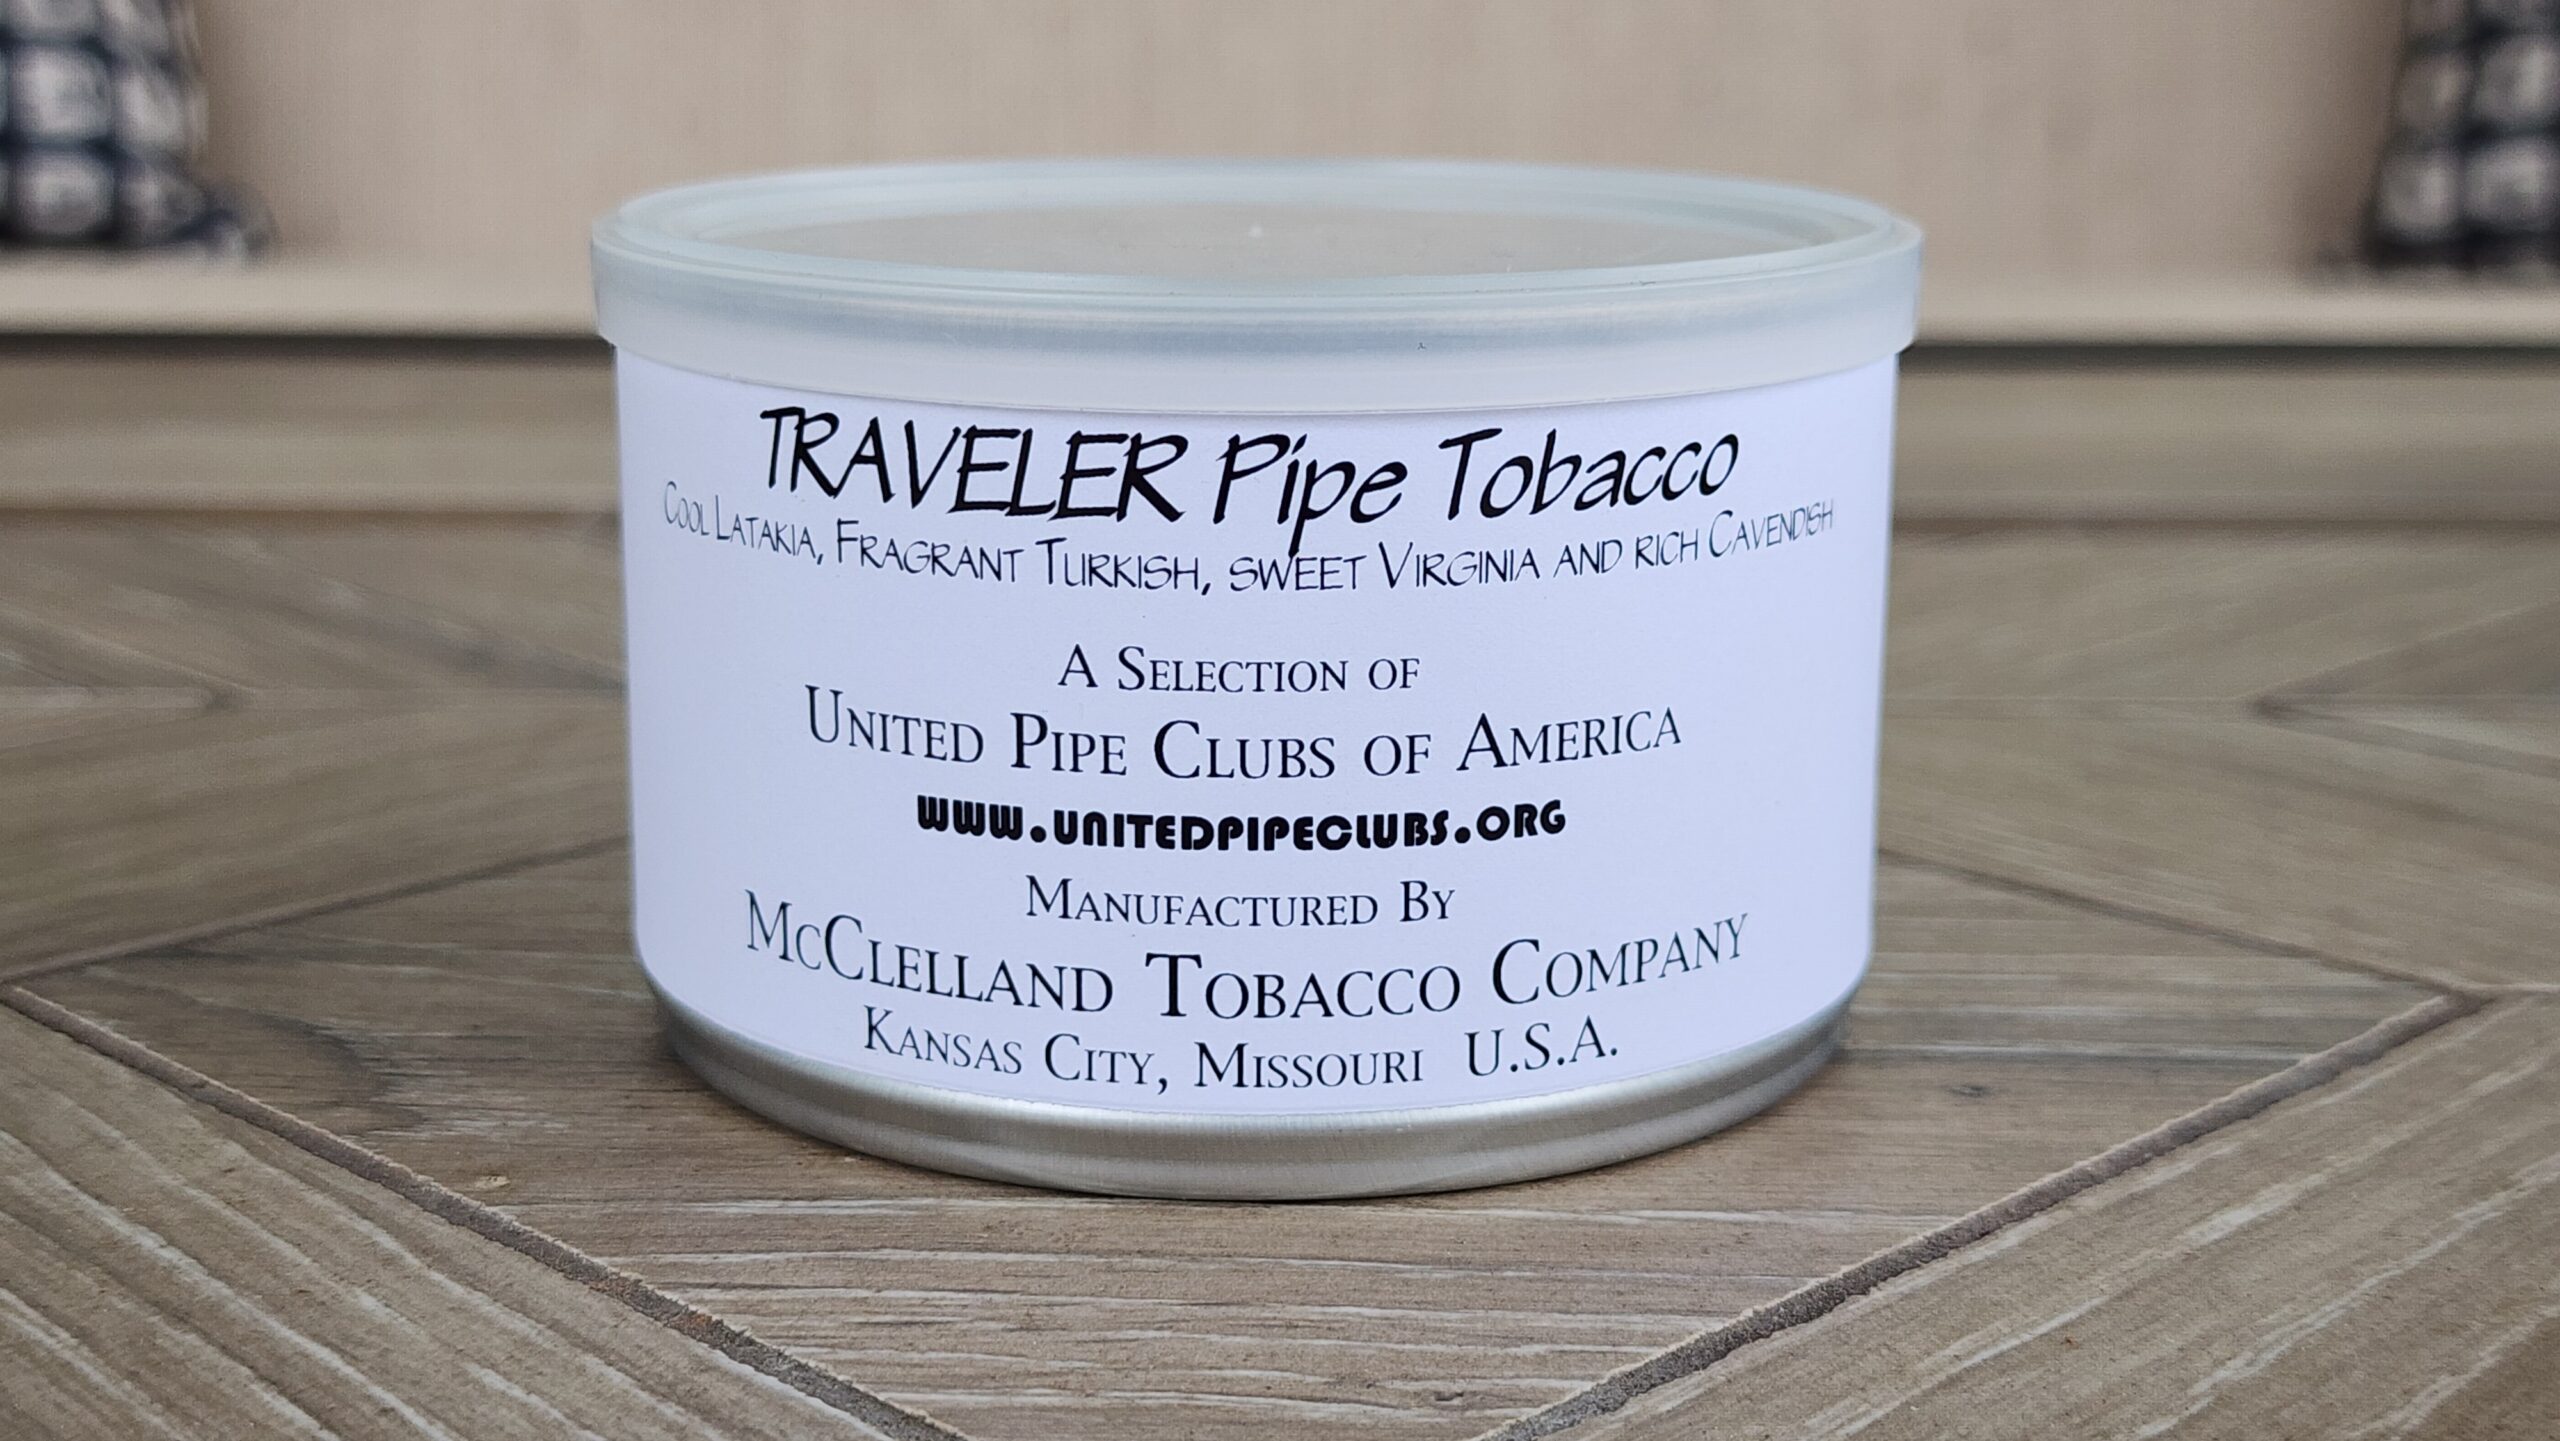 TRAVELER Pipe Tobacco
Cool Latakia, Fragrant Turkish, sweet Virginia and rich Cavendish
A Selection of
United Pipe Clubs of America
www.unitedpipeclubs.org
Manufactured By
McClelland Tobacco Company
Kansas City, Missouri U.S.A.